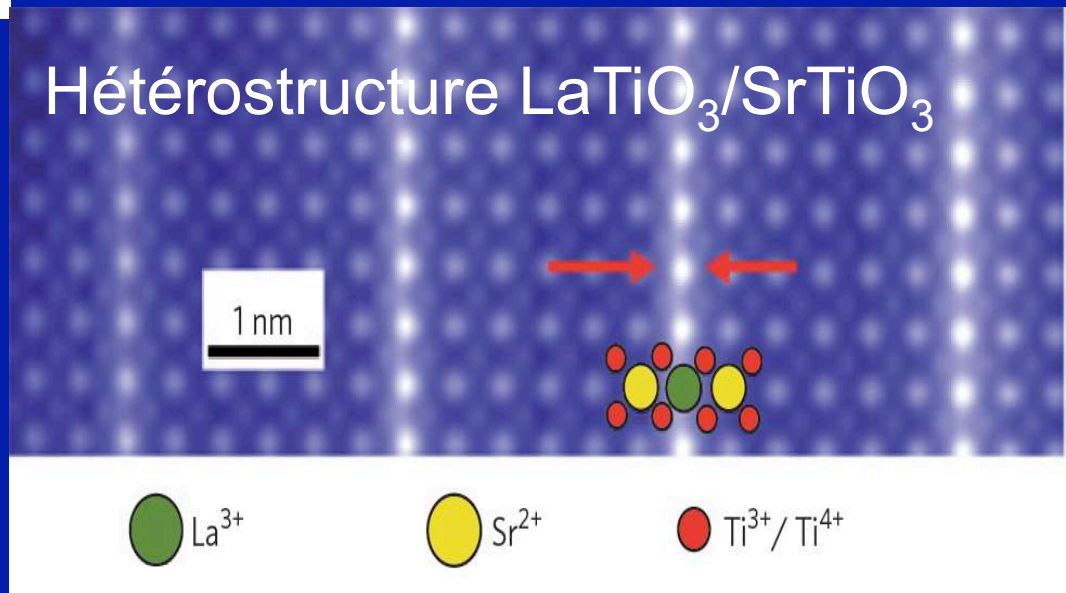 Hétérostructure LaTiO₃/SrTiO₃
1 nm
La³⁺ Sr²⁺ Ti³⁺/ Ti⁴⁺